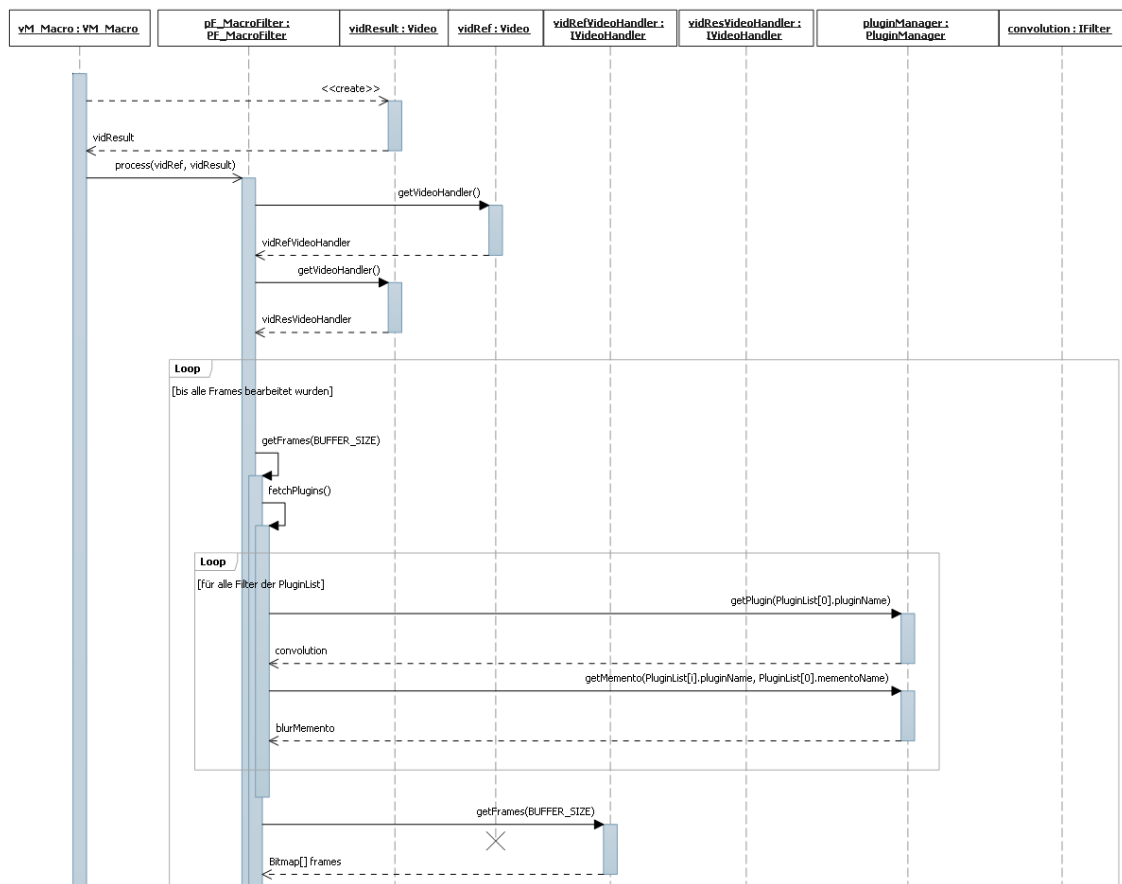 vM_Macro : VM_Macro
pF_MacroFilter :
PF_MacroFilter
vidResult : Video
vidRef : Video
vidRefVideoHandler :
IVideoHandler
vidResVideoHandler :
IVideoHandler
pluginManager :
PluginManager
convolution : IFilter
<<create>>
vidResult
process(vidRef, vidResult)
getVideoHandler()
vidRefVideoHandler
getVideoHandler()
vidResVideoHandler
Loop
[bis alle Frames bearbeitet wurden]
getFrames(BUFFER_SIZE)
fetchPlugins()
Loop
[für alle Filter der PluginList]
getPlugin(PluginList[0].pluginName)
convolution
getMemento(PluginList[i].pluginName, PluginList[0].mementoName)
blurMemento
getFrames(BUFFER_SIZE)
Bitmap[] frames